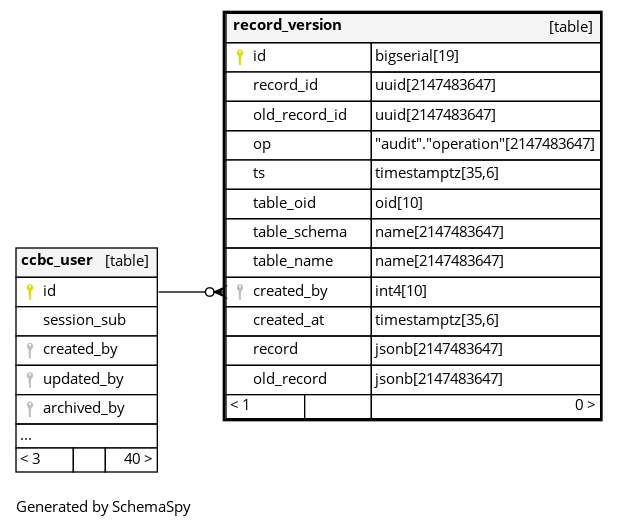 record_version [table]
id bigserial[19]
record_id uuid[2147483647]
old_record_id uuid[2147483647]
op "audit"."operation"[2147483647]
ts timestamptz[35,6]
table_oid oid[10]
table_schema name[2147483647]
table_name name[2147483647]
created_by int4[10]
created_at timestamptz[35,6]
record jsonb[2147483647]
old_record jsonb[2147483647]
< 1 0 >
ccbc_user [table]
id
session_sub
created_by
updated_by
archived_by
...
< 3 40 >
Generated by SchemaSpy